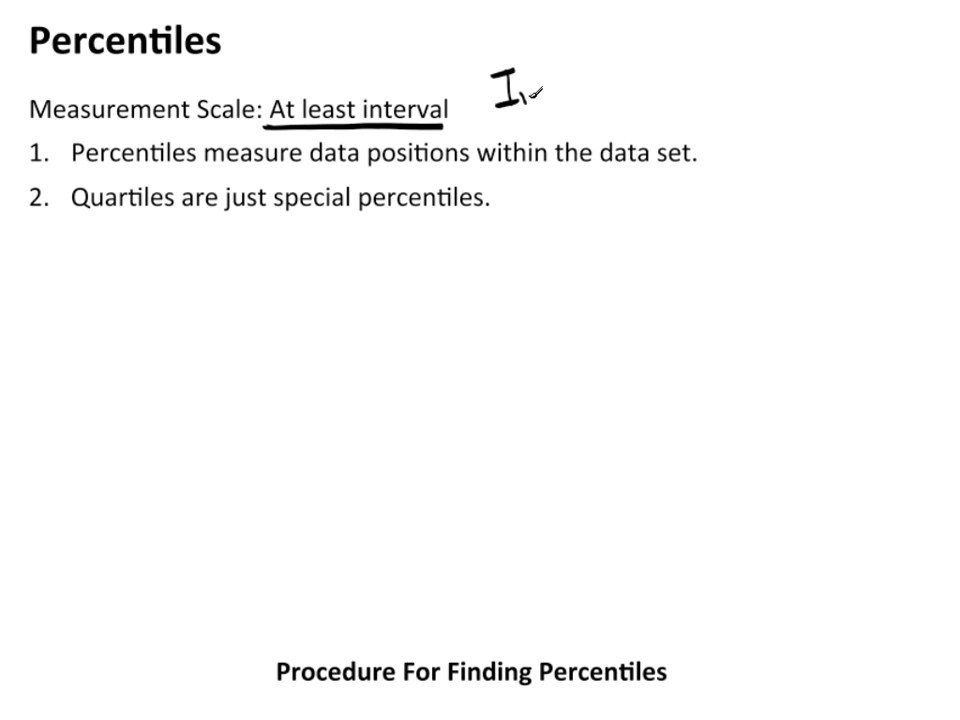 Percentiles
Measurement Scale: At least interval
1. Percentiles measure data positions within the data set.
2. Quartiles are just special percentiles.
Procedure For Finding Percentiles